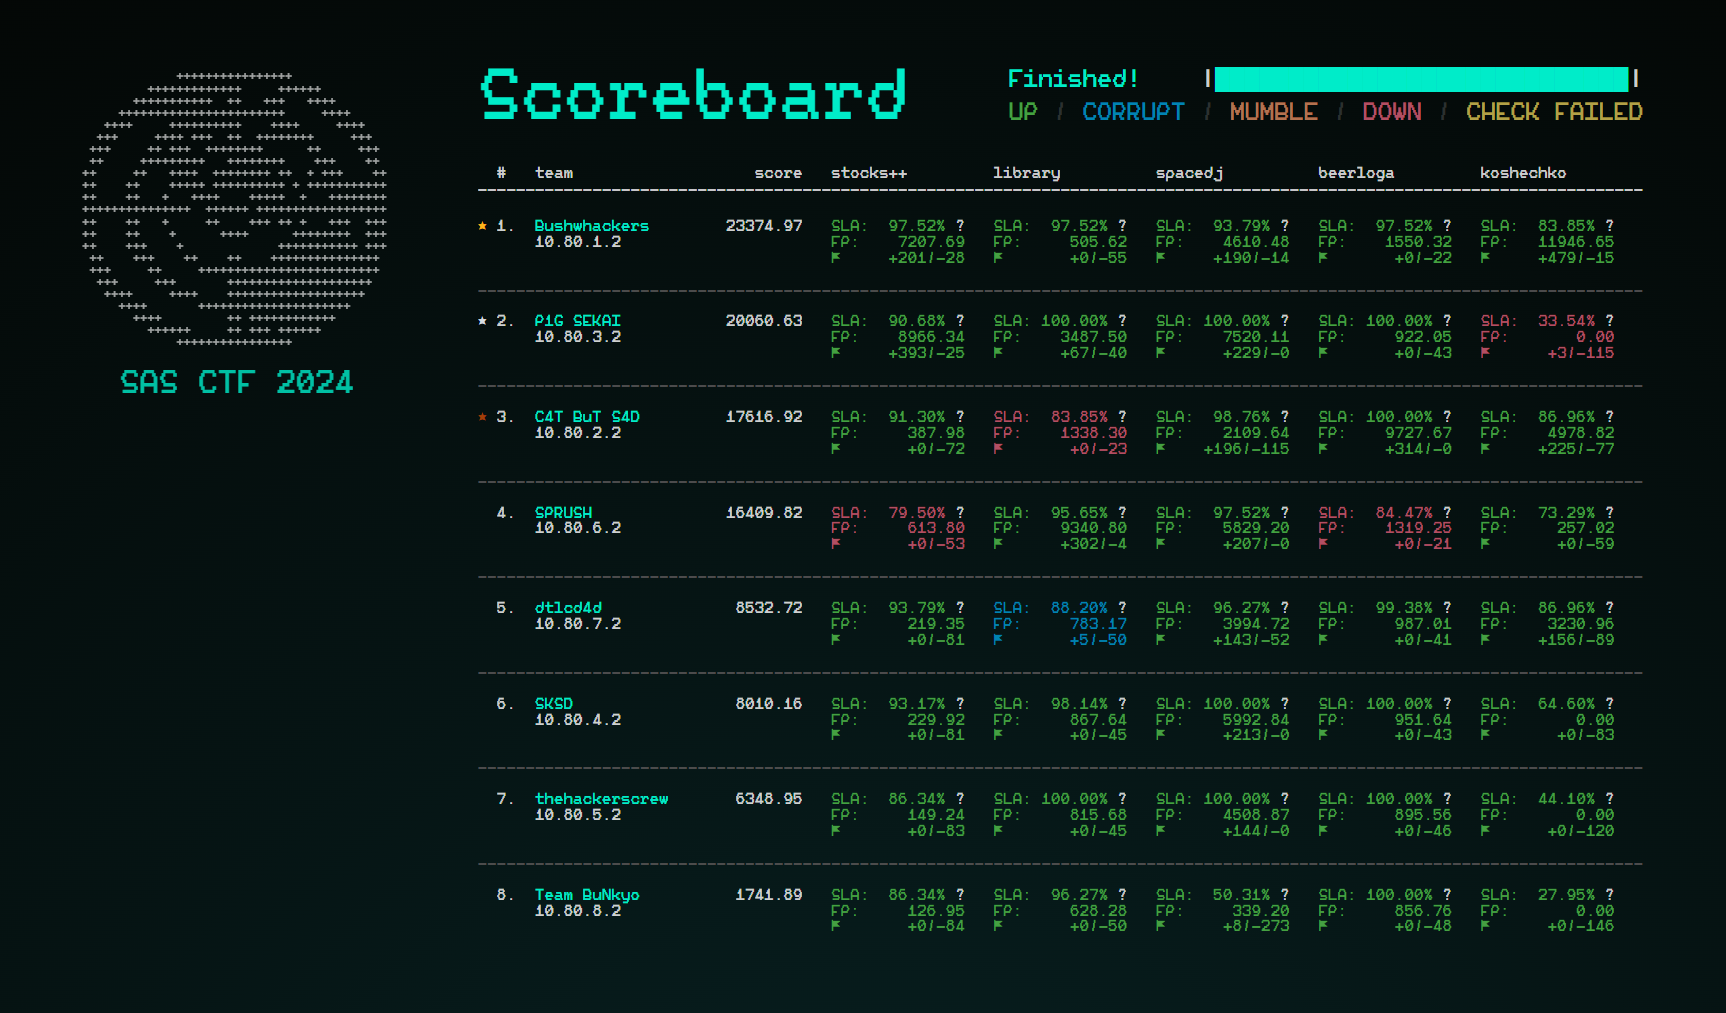 SAS CTF 2024
Scoreboard
Finished!
UP / CORRUPT / MUMBLE / DOWN / CHECK FAILED
# team score stocks++ library spacedj beerloga koshechko
1. Bushwhackers 23374.97 SLA: 97.52% ? SLA: 97.52% ? SLA: 93.79% ? SLA: 97.52% ? SLA: 83.85% ?
10.80.1.2 FP: 7207.69 FP: 505.62 FP: 4610.48 FP: 1550.32 FP: 11946.65
+201/-28 +0/-55 +190/-14 +0/-22 +479/-15
2. P1G SEKAI 20060.63 SLA: 90.68% ? SLA: 100.00% ? SLA: 100.00% ? SLA: 100.00% ? SLA: 33.54% ?
10.80.3.2 FP: 8966.34 FP: 3487.50 FP: 7520.11 FP: 922.05 FP: 0.00
+393/-25 +67/-40 +229/-0 +0/-43 +3/-115
3. C4T BuT S4D 17616.92 SLA: 91.30% ? SLA: 83.85% ? SLA: 98.76% ? SLA: 100.00% ? SLA: 86.96% ?
10.80.2.2 FP: 387.98 FP: 1338.30 FP: 2109.64 FP: 9727.67 FP: 4978.82
+0/-72 +0/-23 +196/-115 +314/-0 +225/-77
4. SPRUSH 16409.82 SLA: 79.50% ? SLA: 95.65% ? SLA: 97.52% ? SLA: 84.47% ? SLA: 73.29% ?
10.80.6.2 FP: 613.80 FP: 9340.80 FP: 5829.20 FP: 1319.25 FP: 257.02
+0/-53 +302/-4 +207/-0 +0/-21 +0/-59
5. dtlcd4d 8532.72 SLA: 93.79% ? SLA: 88.20% ? SLA: 96.27% ? SLA: 99.38% ? SLA: 86.96% ?
10.80.7.2 FP: 219.35 FP: 783.17 FP: 3994.72 FP: 987.01 FP: 3230.96
+0/-81 +5/-50 +143/-52 +0/-41 +156/-89
6. SKSD 8010.16 SLA: 93.17% ? SLA: 98.14% ? SLA: 100.00% ? SLA: 100.00% ? SLA: 64.60% ?
10.80.4.2 FP: 229.92 FP: 867.64 FP: 5992.84 FP: 951.64 FP: 0.00
+0/-81 +0/-45 +213/-0 +0/-43 +0/-83
7. thehackerscrew 6348.95 SLA: 86.34% ? SLA: 100.00% ? SLA: 100.00% ? SLA: 100.00% ? SLA: 44.10% ?
10.80.5.2 FP: 149.24 FP: 815.68 FP: 4508.87 FP: 895.56 FP: 0.00
+0/-83 +0/-45 +144/-0 +0/-46 +0/-120
8. Team BuNkyo 1741.89 SLA: 86.34% ? SLA: 96.27% ? SLA: 50.31% ? SLA: 100.00% ? SLA: 27.95% ?
10.80.8.2 FP: 126.95 FP: 628.28 FP: 339.20 FP: 856.76 FP: 0.00
+0/-84 +0/-50 +8/-273 +0/-48 +0/-146